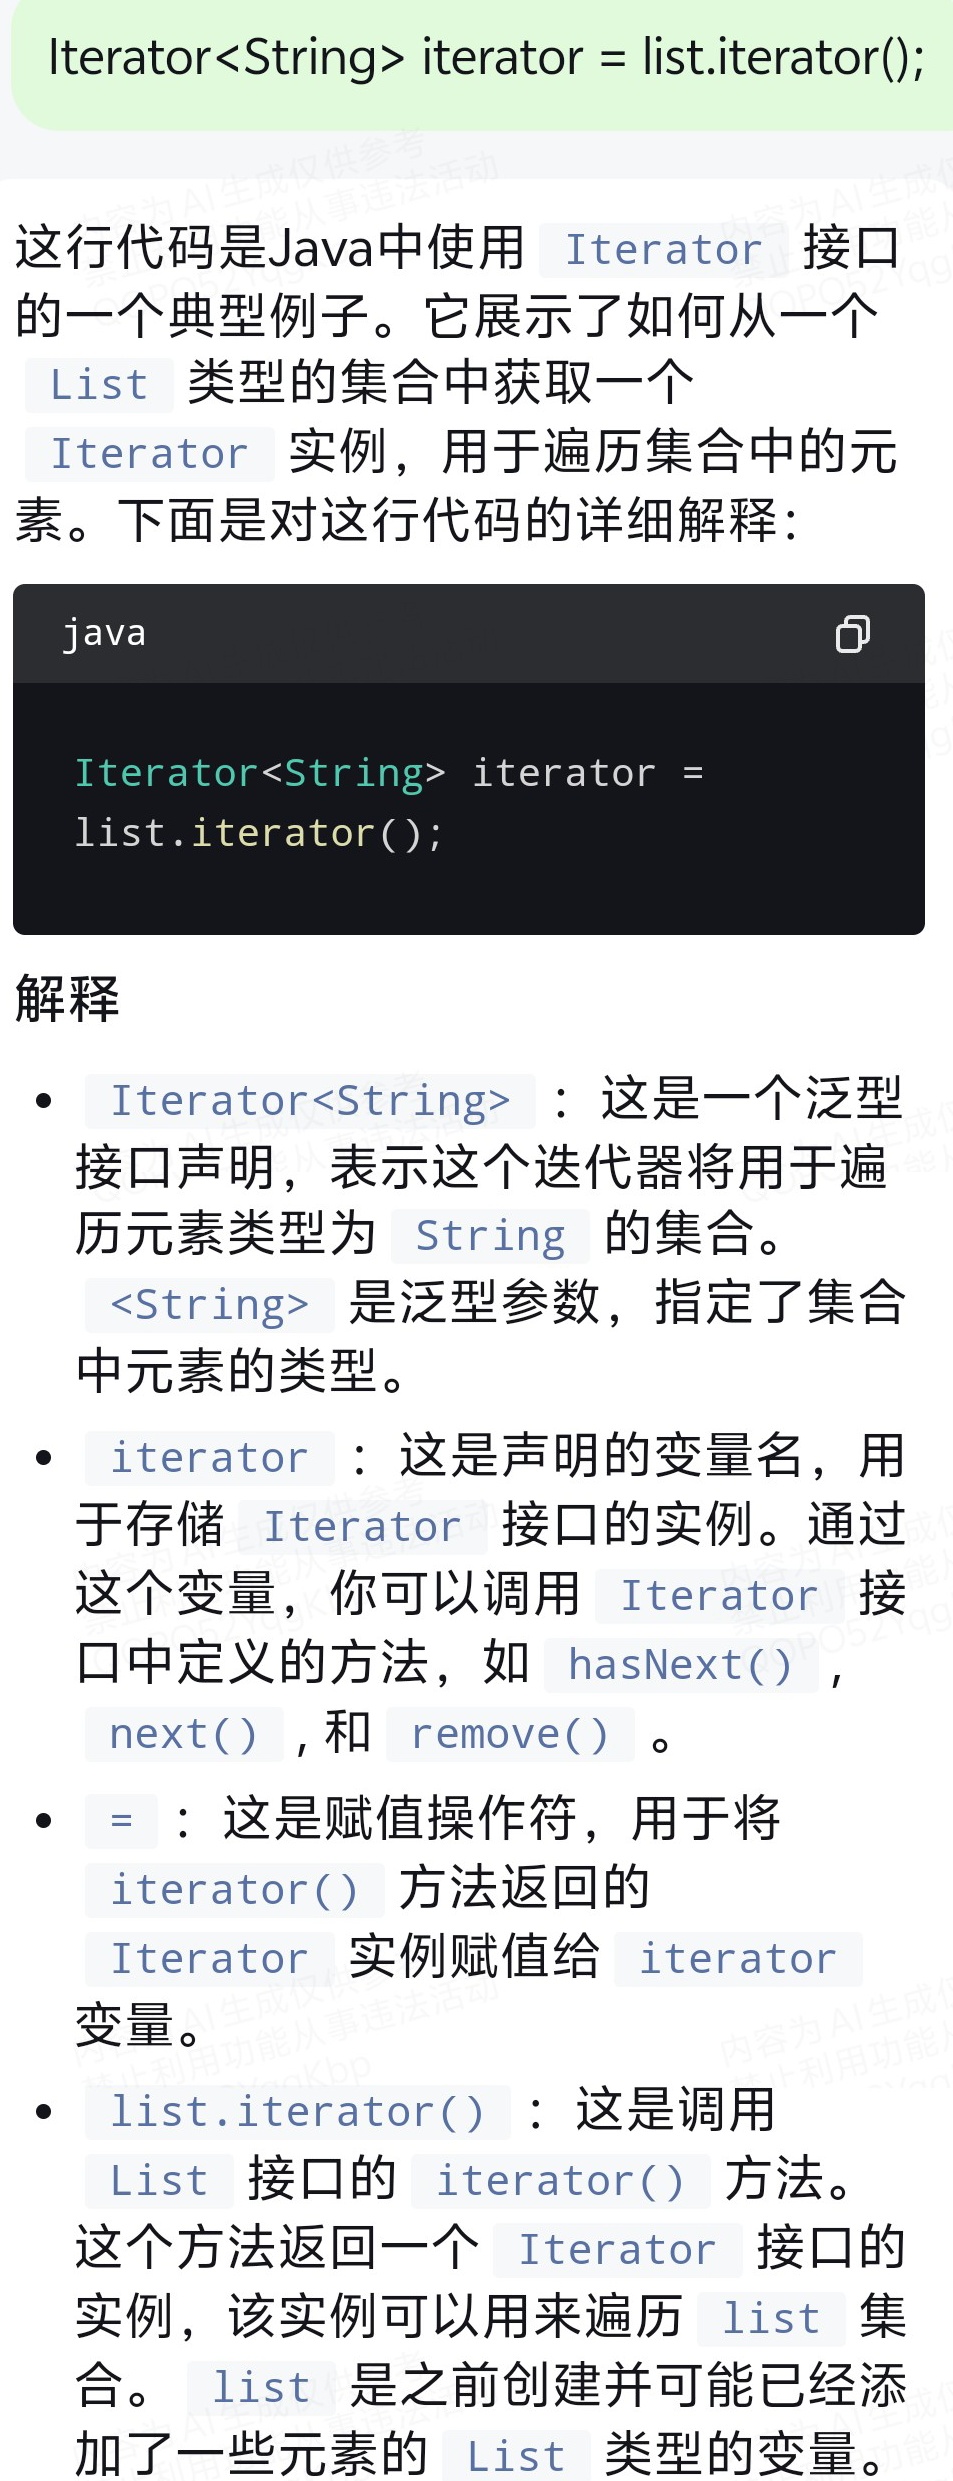 Iterator<String> iterator = list.iterator();
这行代码是Java中使用 Iterator 接口
的一个典型例子。它展示了如何从一个
List 类型的集合中获取一个
Iterator 实例，用于遍历集合中的元
素。下面是对这行代码的详细解释：
java
Iterator<String> iterator =
list.iterator();
解释
• Iterator<String> ：这是一个泛型
接口声明，表示这个迭代器将用于遍
历元素类型为 String 的集合。
<String> 是泛型参数，指定了集合
中元素的类型。
• iterator ：这是声明的变量名，用
于存储 Iterator 接口的实例。通过
这个变量，你可以调用 Iterator 接
口中定义的方法，如 hasNext() ,
next() , 和 remove() 。
• = ：这是赋值操作符，用于将
iterator() 方法返回的
Iterator 实例赋值给 iterator
变量。
• list.iterator() ：这是调用
List 接口的 iterator() 方法。
这个方法返回一个 Iterator 接口的
实例，该实例可以用来遍历 list 集
合。 list 是之前创建并可能已经添
加了一些元素的 List 类型的变量。